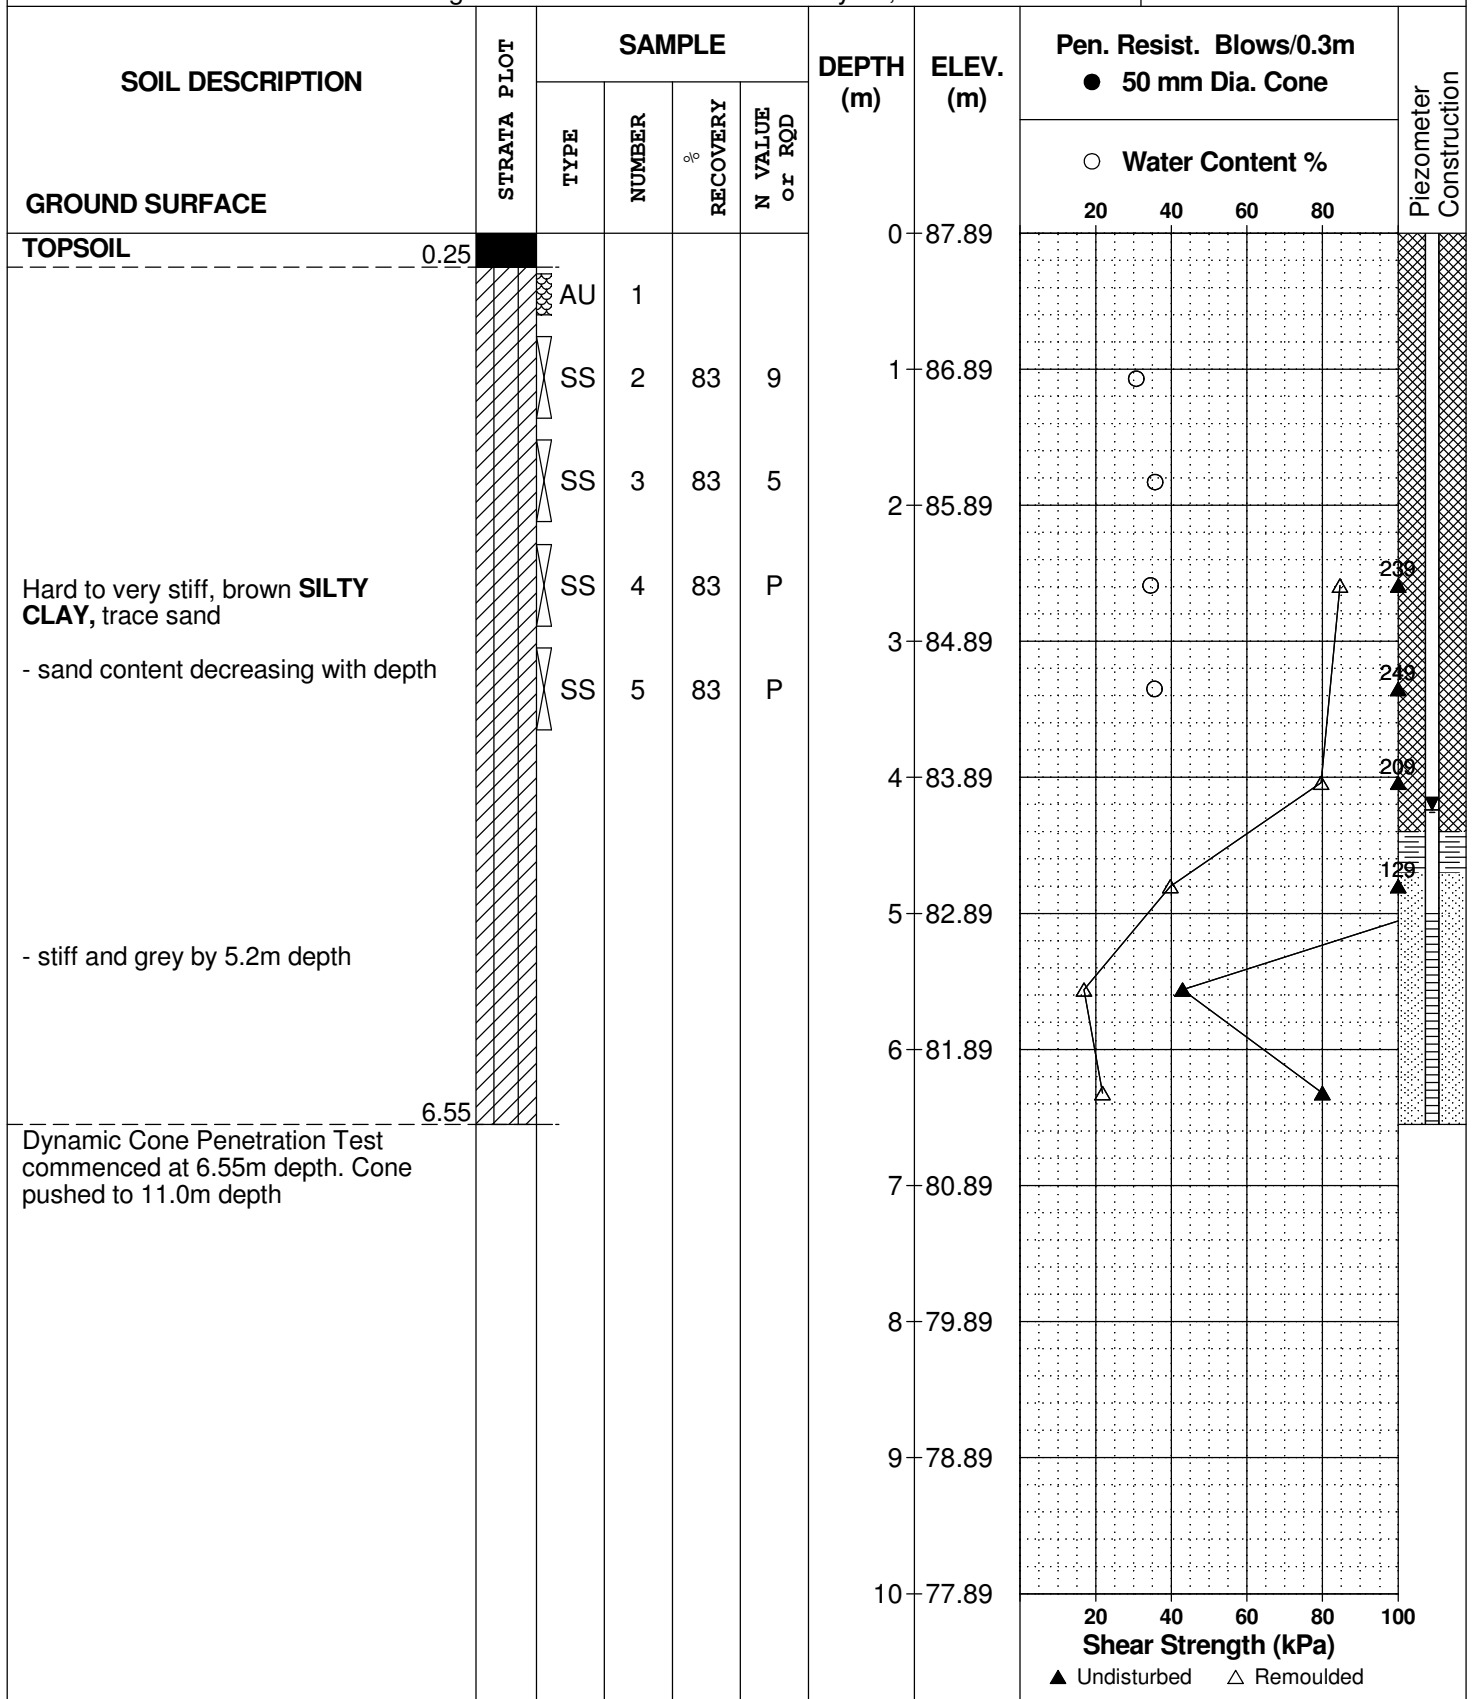 SOIL DESCRIPTION
GROUND SURFACE
STRATA PLOT
SAMPLE
TYPE
NUMBER
% RECOVERY
N VALUE
or RQD
DEPTH
(m)
ELEV.
(m)
Pen. Resist. Blows/0.3m
● 50 mm Dia. Cone
○ Water Content %
20 40 60 80
Piezometer
Construction
TOPSOIL
0.25
0 87.89
AU 1
1 86.89
SS 2 83 9
SS 3 83 5
2 85.89
Hard to very stiff, brown SILTY
CLAY, trace sand
SS 4 83 P
239
3 84.89
- sand content decreasing with depth
SS 5 83 P
249
4 83.89
209
129
5 82.89
- stiff and grey by 5.2m depth
6 81.89
6.55
Dynamic Cone Penetration Test
commenced at 6.55m depth. Cone
pushed to 11.0m depth
7 80.89
8 79.89
9 78.89
10 77.89
20 40 60 80 100
Shear Strength (kPa)
▲ Undisturbed △ Remoulded